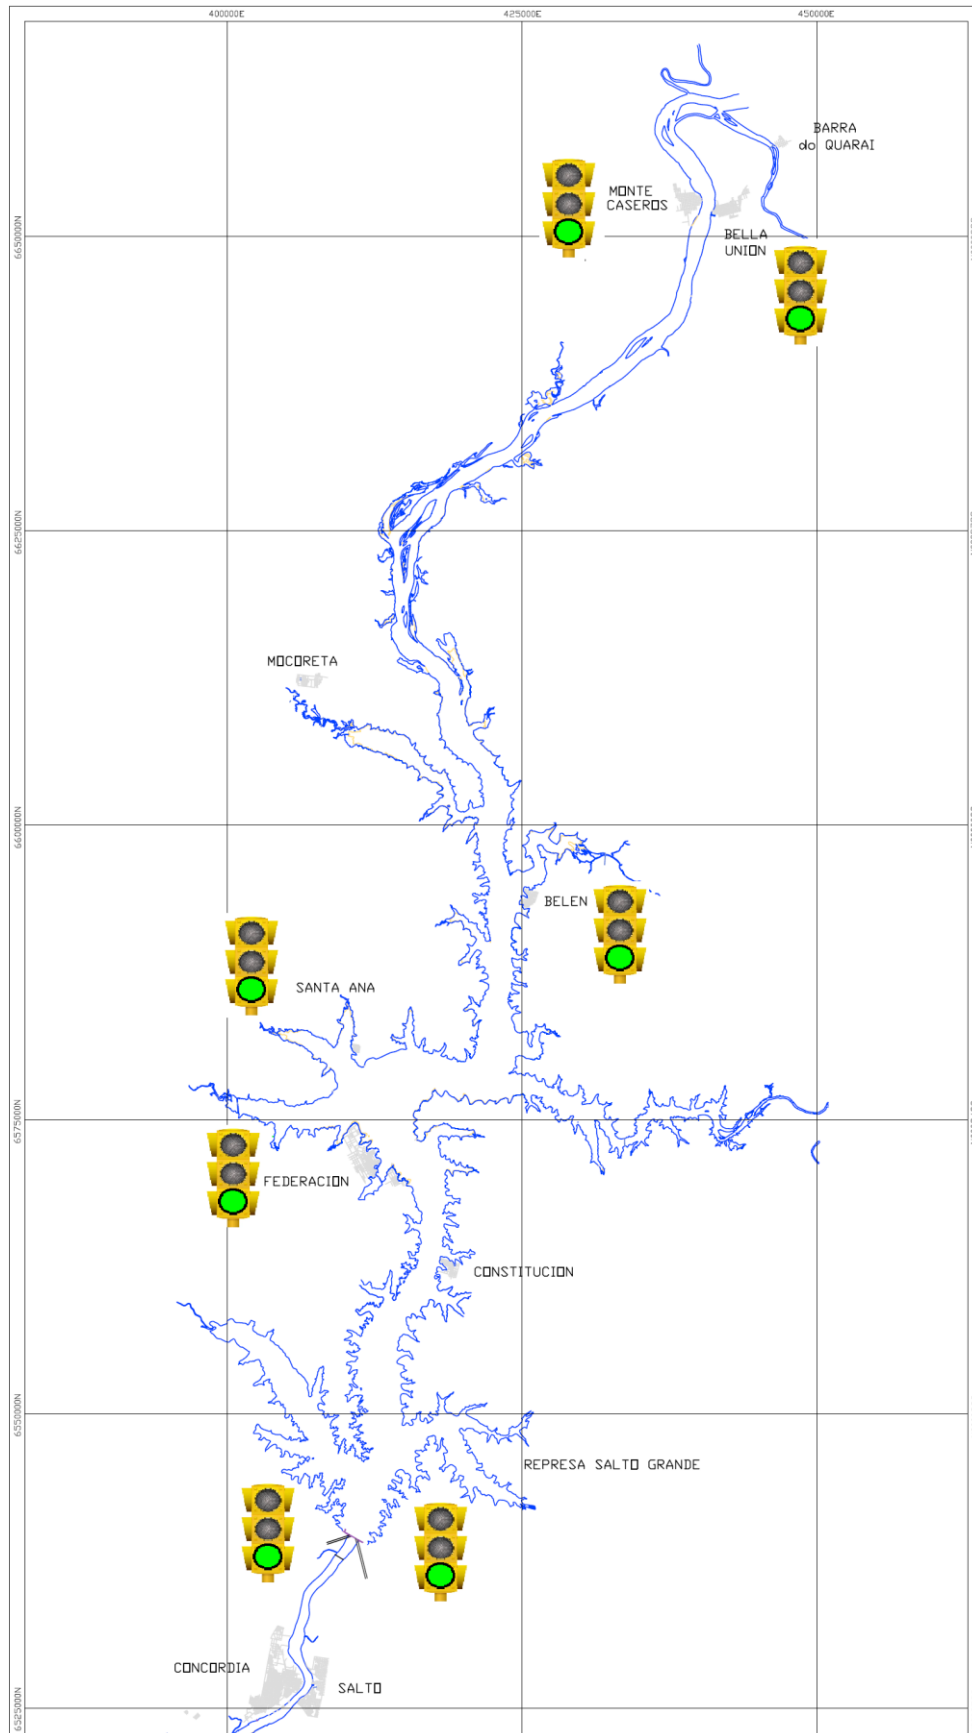 400000E
425000E
450000E
BARRA
do QUARAI
MONTE
CASEROS
BELLA
UNION
6650000N
6625000N
MOCORETA
6600000N
BELEN
SANTA ANA
6575000N
FEDERACION
CONSTITUCION
6550000N
REPRESA SALTO GRANDE
CONCORDIA
SALTO
6525000N